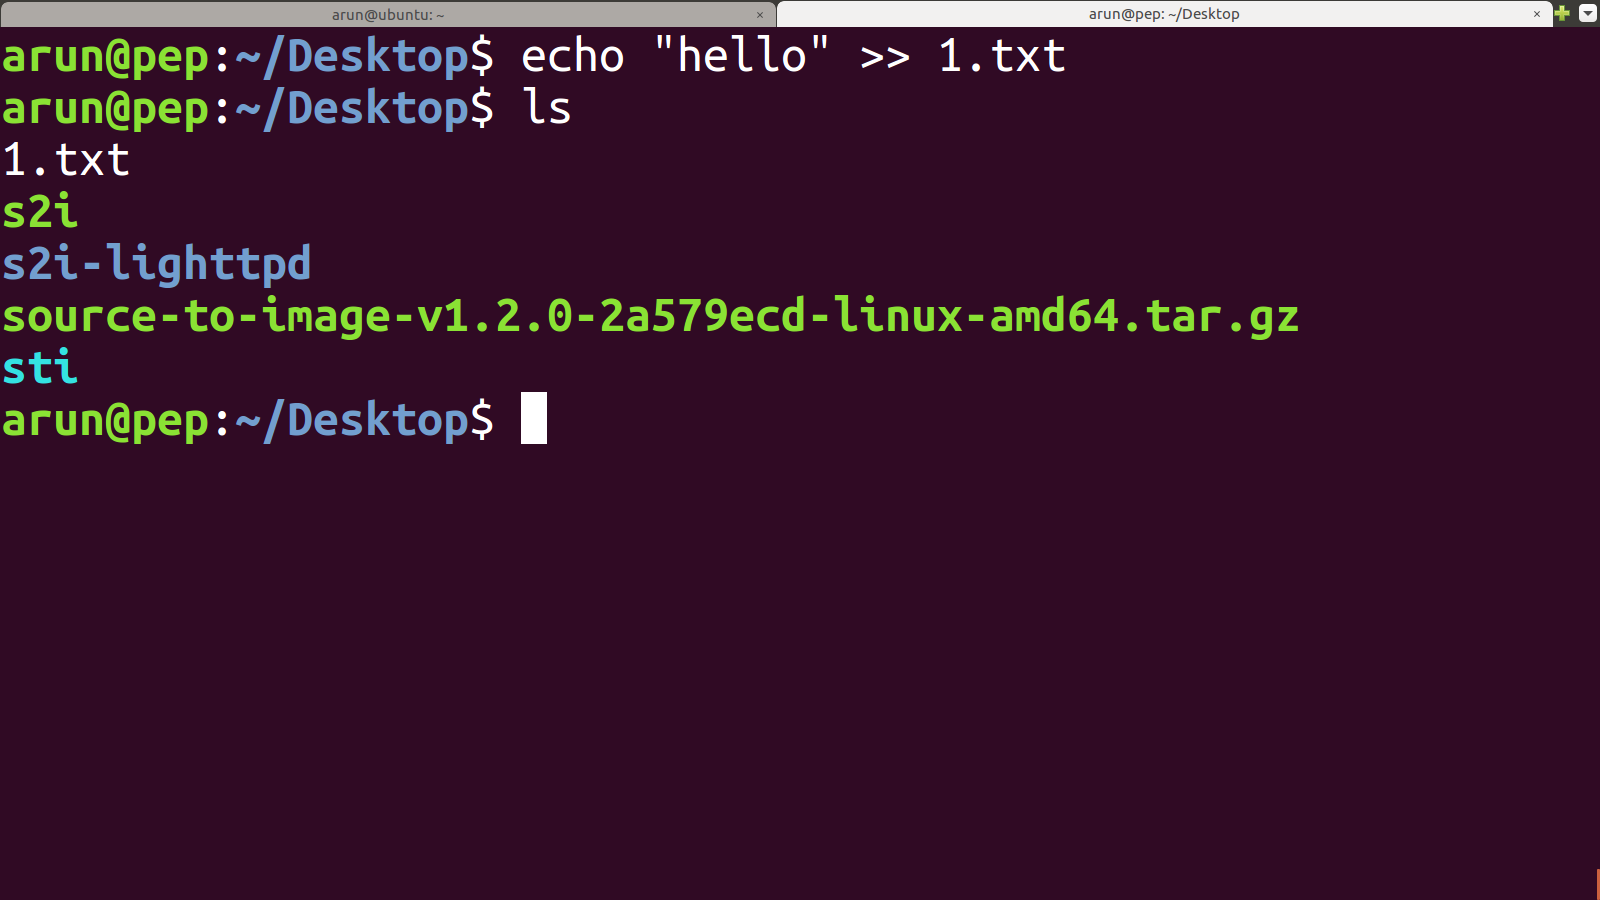 arun@ubuntu: ~ × arun@pep: ~/Desktop ×
arun@pep:~/Desktop$ echo "hello" >> 1.txt
arun@pep:~/Desktop$ ls
1.txt
s2i
s2i-lighttpd
source-to-image-v1.2.0-2a579ecd-linux-amd64.tar.gz
sti
arun@pep:~/Desktop$